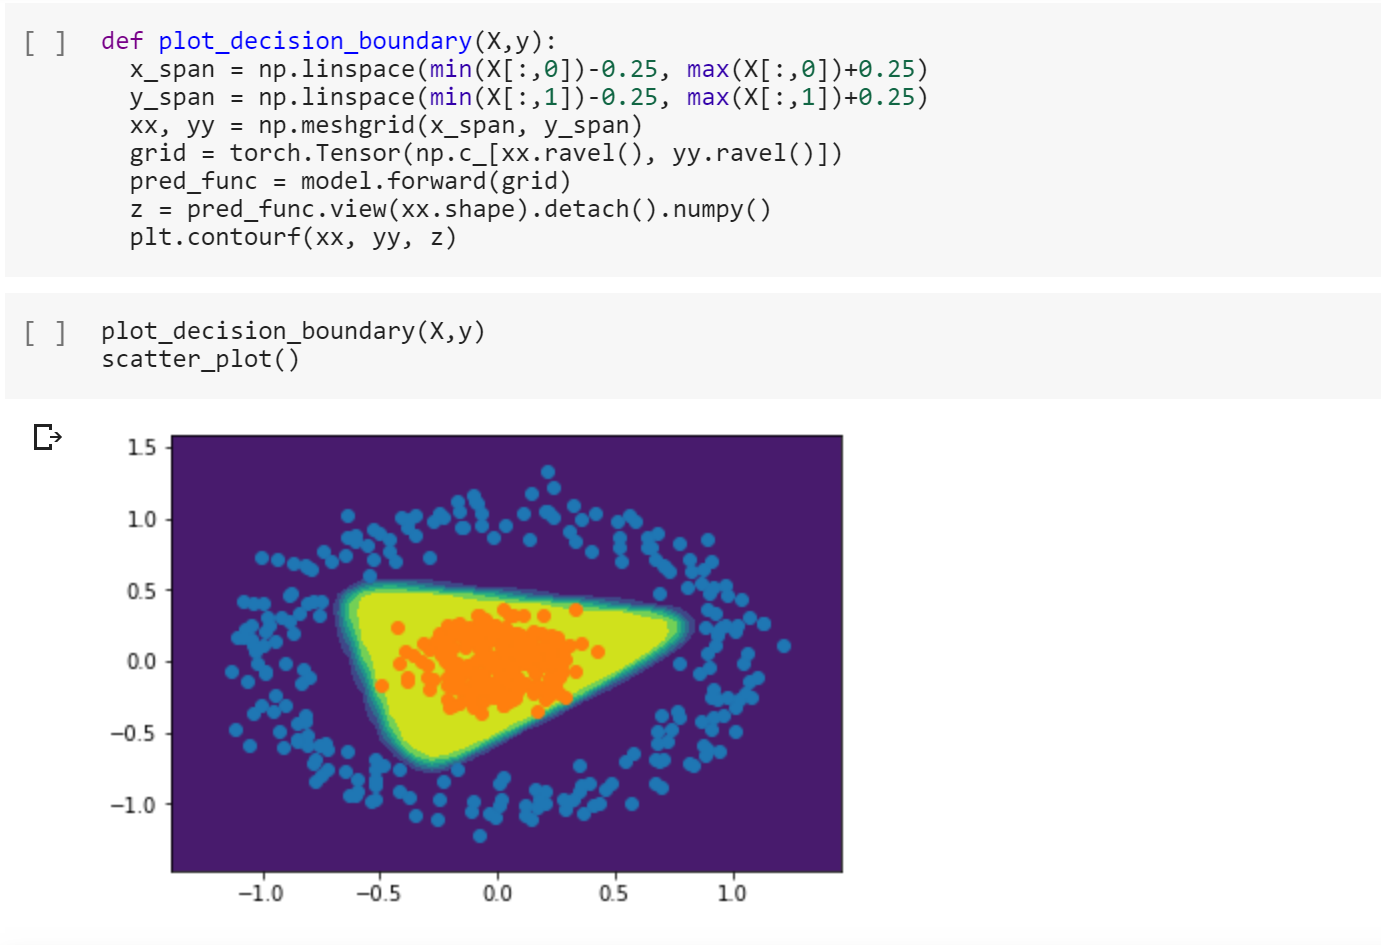 [ ] def plot_decision_boundary(X,y):
x_span = np.linspace(min(X[:,0])-0.25, max(X[:,0])+0.25)
y_span = np.linspace(min(X[:,1])-0.25, max(X[:,1])+0.25)
xx, yy = np.meshgrid(x_span, y_span)
grid = torch.Tensor(np.c_[xx.ravel(), yy.ravel()])
pred_func = model.forward(grid)
z = pred_func.view(xx.shape).detach().numpy()
plt.contourf(xx, yy, z)
[ ] plot_decision_boundary(X,y)
scatter_plot()
1.5
1.0
0.5
0.0
−0.5
−1.0
−1.0 −0.5 0.0 0.5 1.0